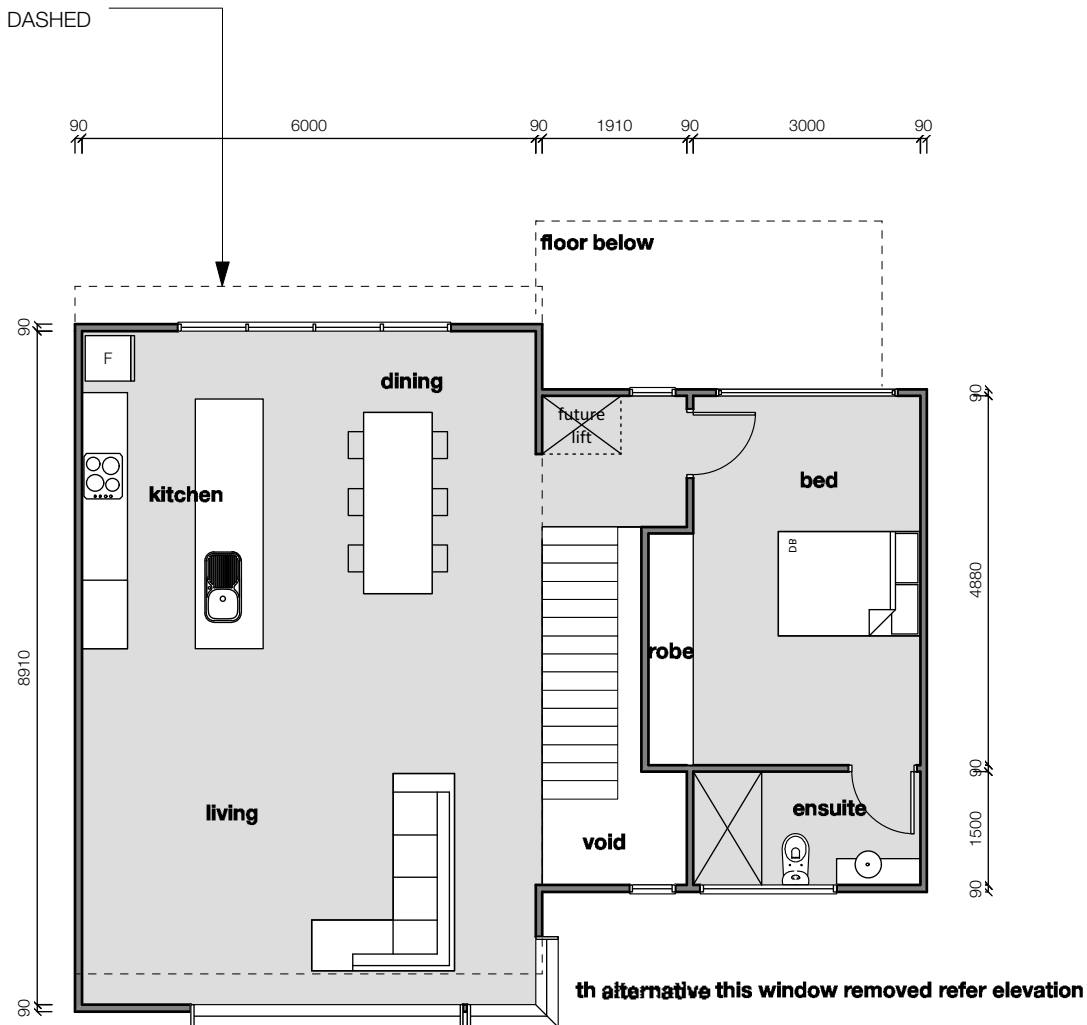 DASHED
90 6000 90 1910 90 3000 90
floor below
90
F
dining
90
future
lift
kitchen
bed
DB
4880
robe
8910
90
living
ensuite
1500
void
90
th alternative this window removed refer elevation
90